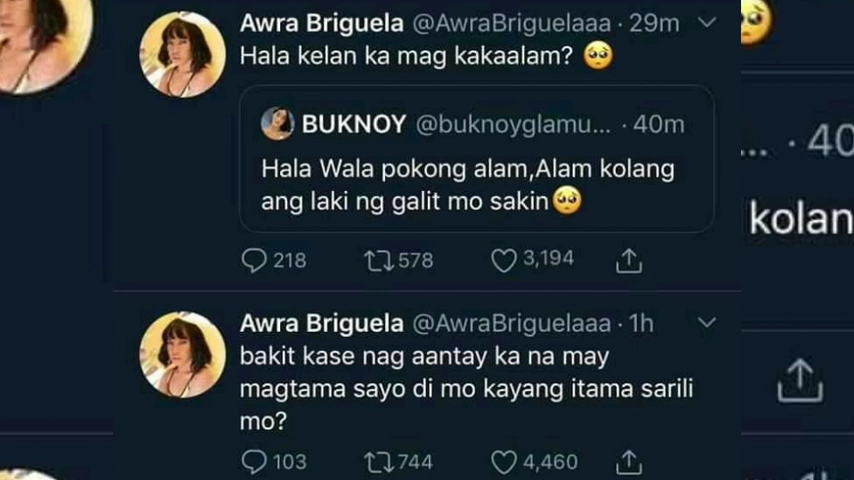 Awra Briguela @AwraBriguelaaa · 29m
Hala kelan ka mag kakaalam? 🥺
BUKNOY @buknoyglamu... · 40m
Hala Wala pokong alam,Alam kolang
ang laki ng galit mo sakin🥺
218 578 3,194
Awra Briguela @AwraBriguelaaa · 1h
bakit kase nag aantay ka na may
magtama sayo di mo kayang itama sarili
mo?
103 744 4,460
... · 40
kolan